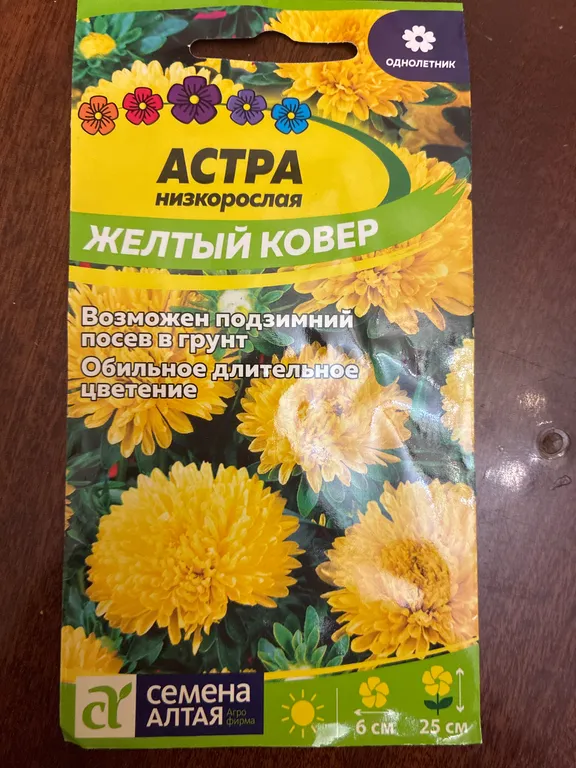 ОДНОЛЕТНИК
АСТРА
низкорослая
ЖЕЛТЫЙ КОВЕР
Возможен подзимний
посев в грунт
Обильное длительное
цветение
семена
АЛТАЯ Агро
фирма
6 см
25 см